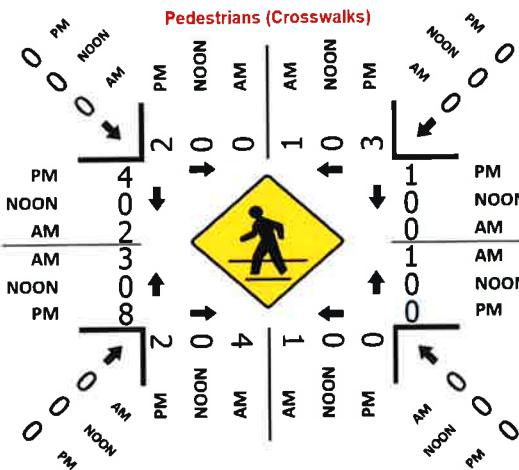 Pedestrians (Crosswalks)
PM NOON AM
0 0 0
PM NOON AM AM NOON PM
2 0 0 1 0 3
NOON PM AM
0 0 0
PM 4 1 PM
NOON 0 0 NOON
AM 2 0 AM
AM 3 1 AM
NOON 0 0 NOON
PM 8 0 PM
2 0 4 1 0 0
PM NOON AM AM NOON PM
0 0 0
AM NOON PM
0 0 0
AM NOON PM